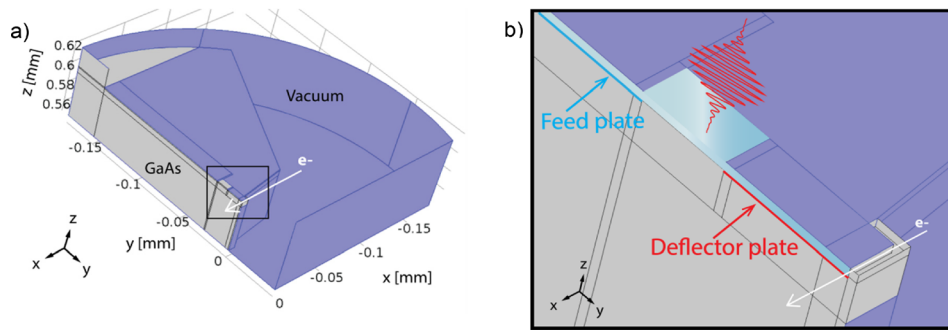 a)
z [mm]
0.62
0.6
0.58
0.56
-0.15
-0.1
-0.05
0
y [mm]
GaAs
Vacuum
e-
-0.15
-0.1
-0.05
0
x [mm]
z
x
y
b)
Feed plate
Deflector plate
e-
z
x
y